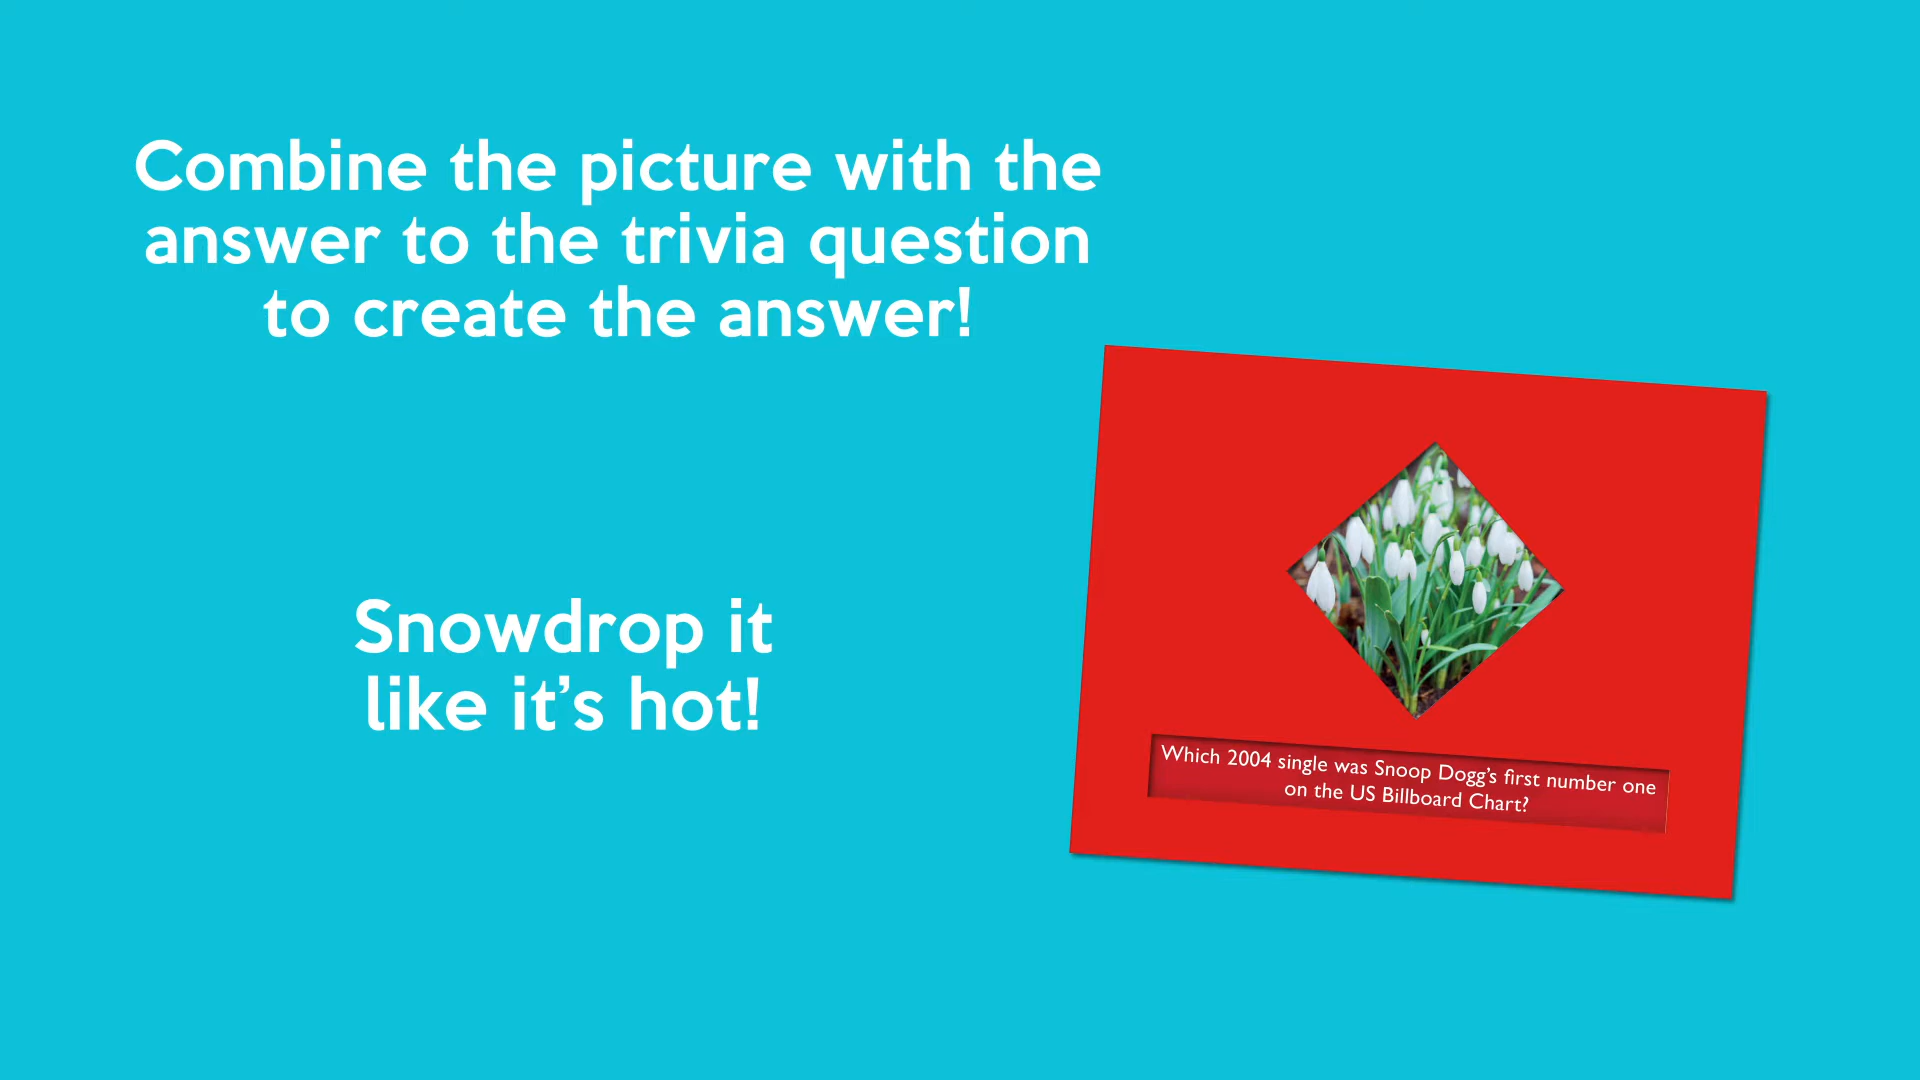 Combine the picture with the
answer to the trivia question
to create the answer!
Snowdrop it
like it’s hot!
Which 2004 single was Snoop Dogg’s first number one
on the US Billboard Chart?